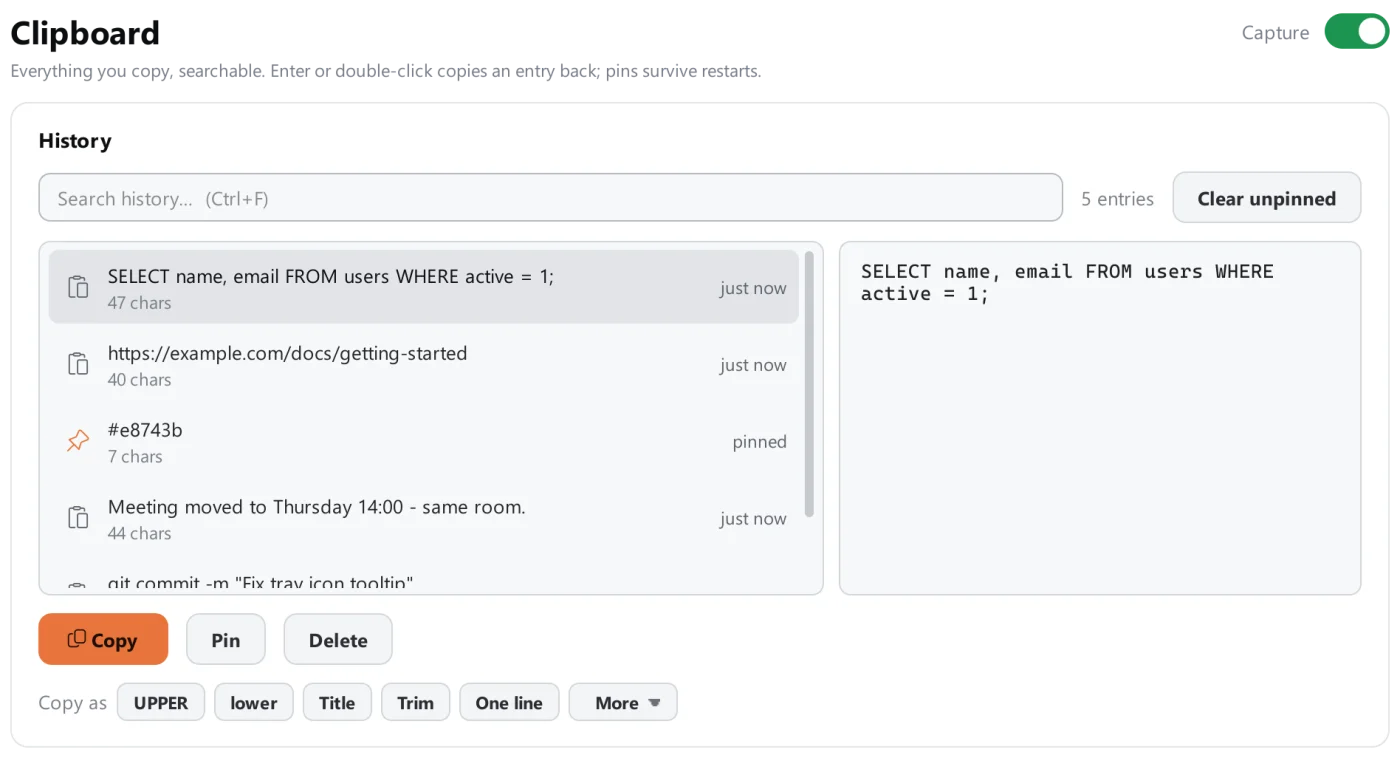 Clipboard
Capture
Everything you copy, searchable. Enter or double-click copies an entry back; pins survive restarts.
History
Search history... (Ctrl+F)
5 entries
Clear unpinned
SELECT name, email FROM users WHERE active = 1;
47 chars
just now
https://example.com/docs/getting-started
40 chars
just now
#e8743b
7 chars
pinned
Meeting moved to Thursday 14:00 - same room.
44 chars
just now
git commit -m "Fix tray icon tooltip"
SELECT name, email FROM users WHERE
active = 1;
Copy
Pin
Delete
Copy as
UPPER
lower
Title
Trim
One line
More